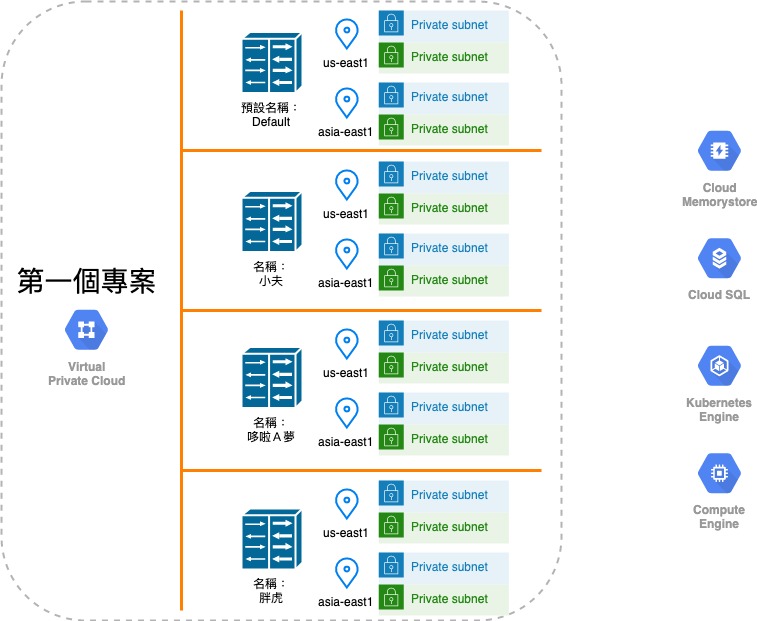 第一個專案
Virtual
Private Cloud
預設名稱：
Default
us-east1
Private subnet
Private subnet
asia-east1
Private subnet
Private subnet
名稱：
小夫
us-east1
Private subnet
Private subnet
asia-east1
Private subnet
Private subnet
名稱：
哆啦Ａ夢
us-east1
Private subnet
Private subnet
asia-east1
Private subnet
Private subnet
名稱：
胖虎
us-east1
Private subnet
Private subnet
asia-east1
Private subnet
Private subnet
Cloud
Memorystore
Cloud SQL
Kubernetes
Engine
Compute
Engine